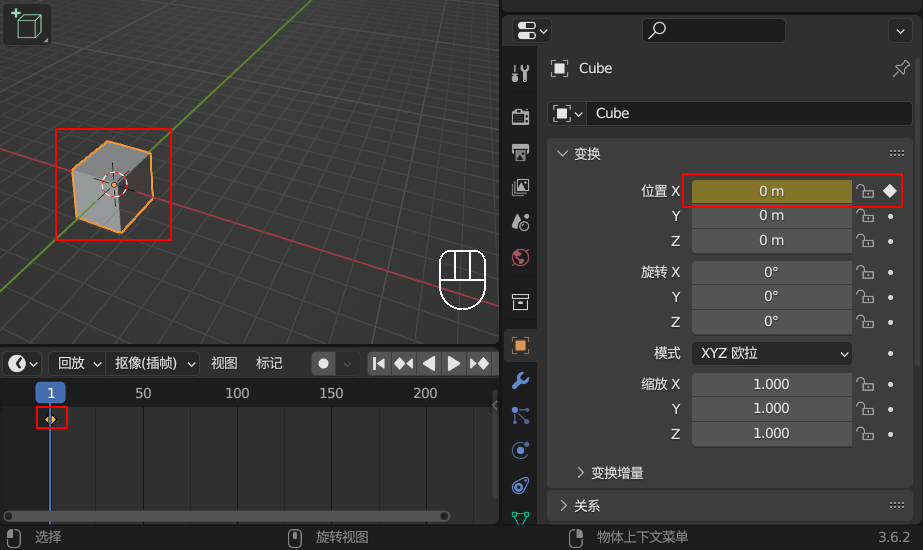 Cube
Cube
变换
位置 X 0 m
Y 0 m
Z 0 m
旋转 X 0°
Y 0°
Z 0°
模式 XYZ 欧拉
缩放 X 1.000
Y 1.000
Z 1.000
变换增量
关系
回放 抠像(插帧) 视图 标记
1 50 100 150 200
选择 旋转视图 物体上下文菜单 3.6.2